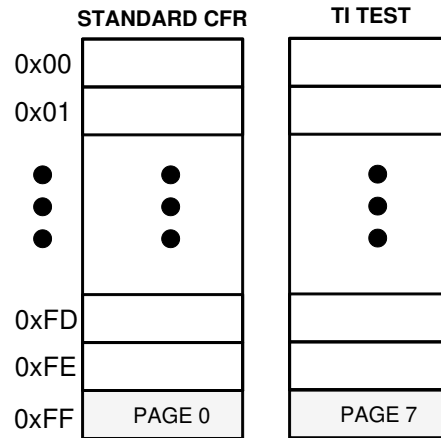 STANDARD CFR TI TEST
0x00
0x01
0xFD
0xFE
0xFF PAGE 0 PAGE 7